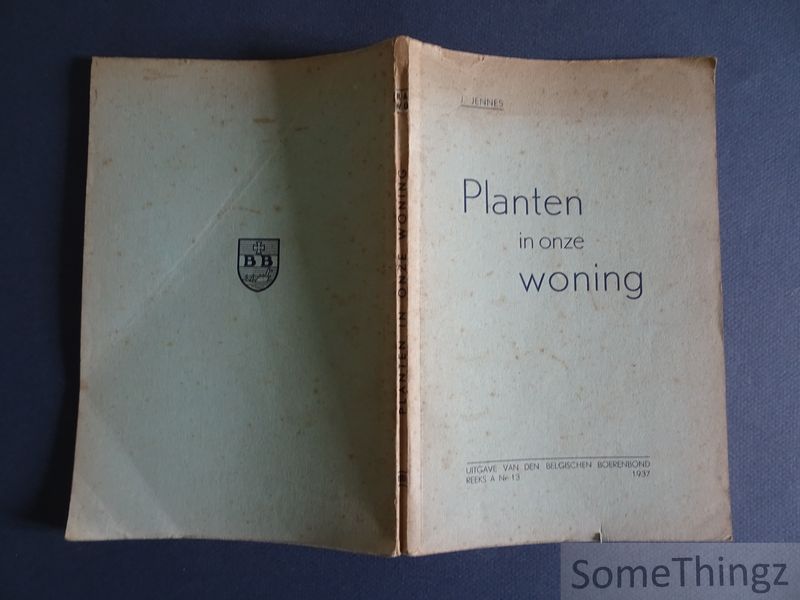 J. JENNES
Planten
in onze
woning
UITGAVE VAN DEN BELGISCHEN BOERENBOND
REEKS A Nr 13 1937
PLANTEN IN ONZE WONING
BB
SomeThingz